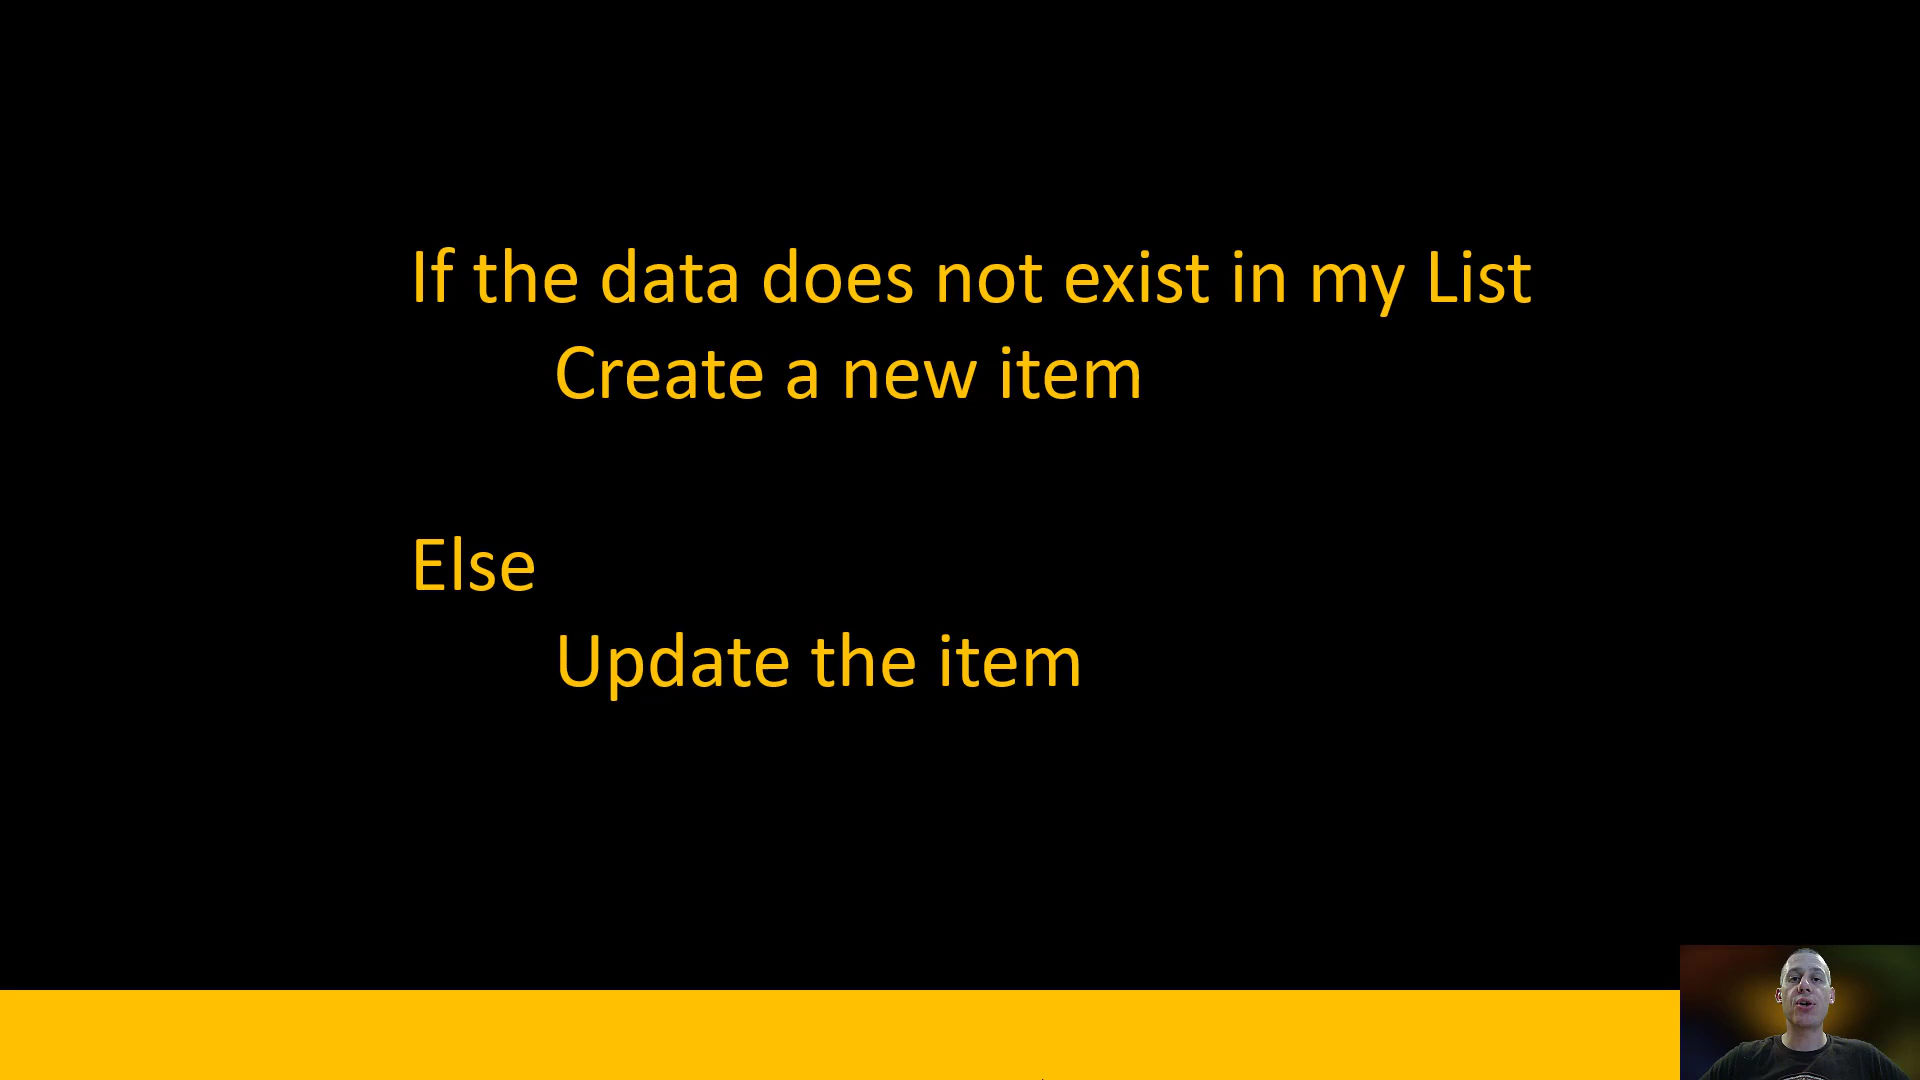 If the data does not exist in my List
Create a new item
Else
Update the item